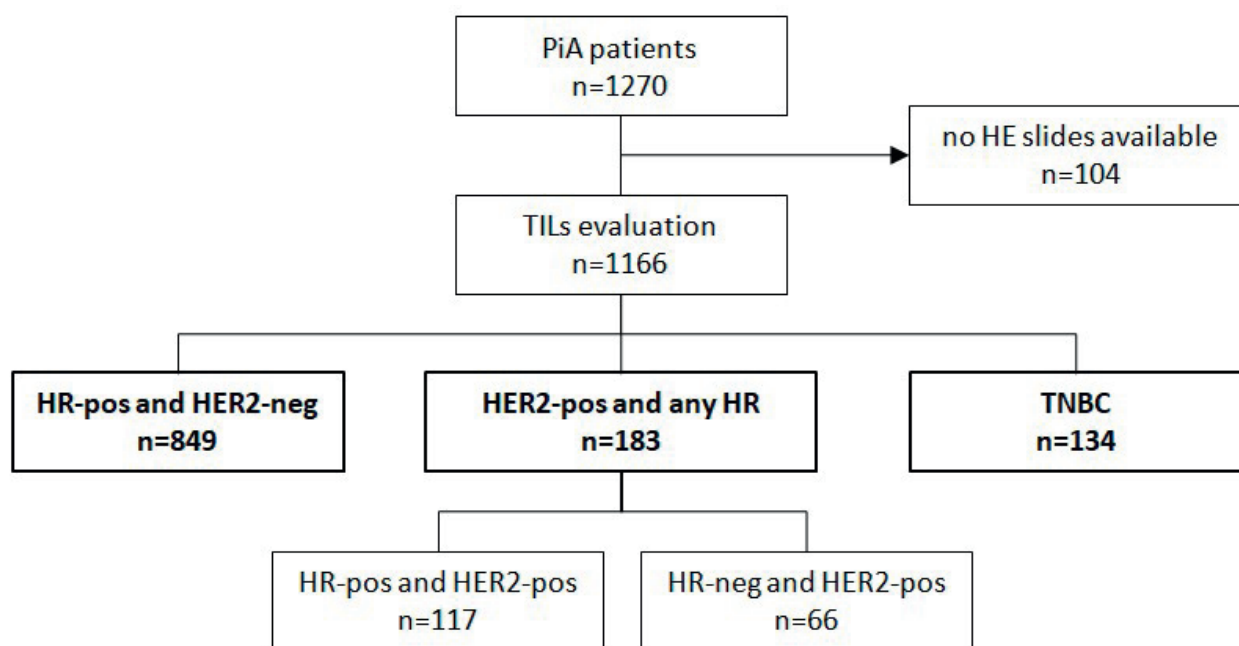 PiA patients
n=1270
no HE slides available
n=104
TILs evaluation
n=1166
HR-pos and HER2-neg
n=849
HER2-pos and any HR
n=183
TNBC
n=134
HR-pos and HER2-pos
n=117
HR-neg and HER2-pos
n=66